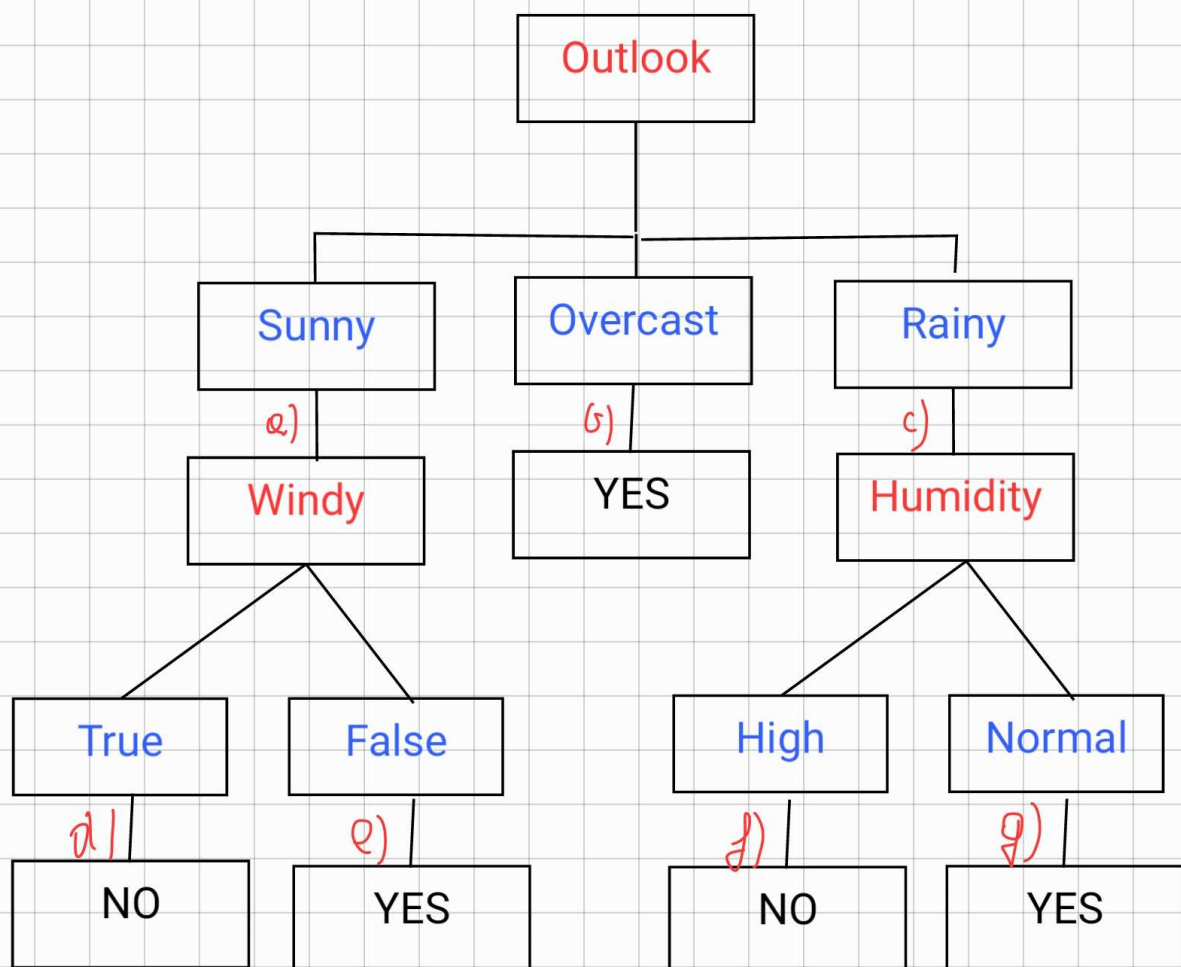 Outlook
Sunny
Overcast
Rainy
a)
b)
c)
Windy
YES
Humidity
True
False
High
Normal
d)
e)
f)
g)
NO
YES
NO
YES